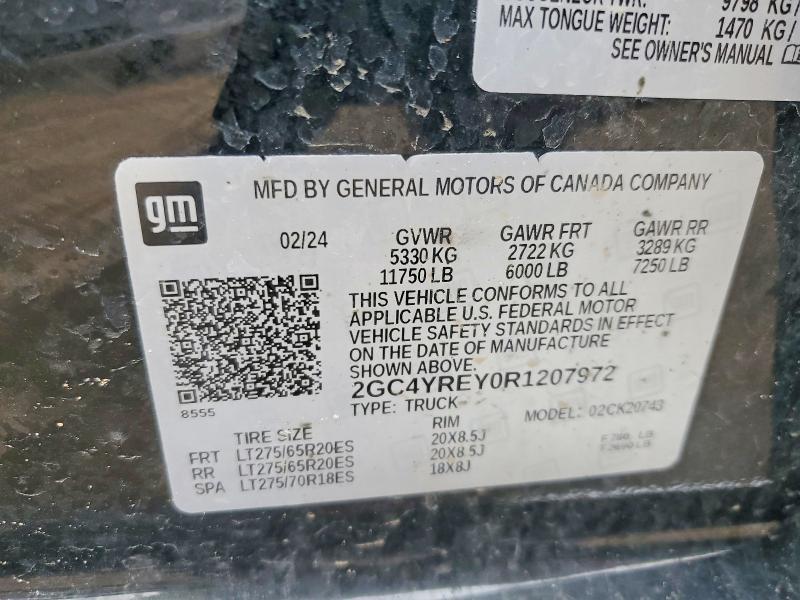 9798 KG/
MAX TONGUE WEIGHT: 1470 KG/
SEE OWNER'S MANUAL
gm
MFD BY GENERAL MOTORS OF CANADA COMPANY
02/24 GVWR GAWR FRT GAWR RR
5330 KG 2722 KG 3289 KG
11750 LB 6000 LB 7250 LB
THIS VEHICLE CONFORMS TO ALL
APPLICABLE U.S. FEDERAL MOTOR
VEHICLE SAFETY STANDARDS IN EFFECT
ON THE DATE OF MANUFACTURE
SHOWN ABOVE.
2GC4YREY0R1207972
8555
TYPE: TRUCK MODEL: 02CK20743
TIRE SIZE RIM
FRT LT275/65R20ES 20X8.5J
RR LT275/65R20ES 20X8.5J
SPA LT275/70R18ES 18X8J